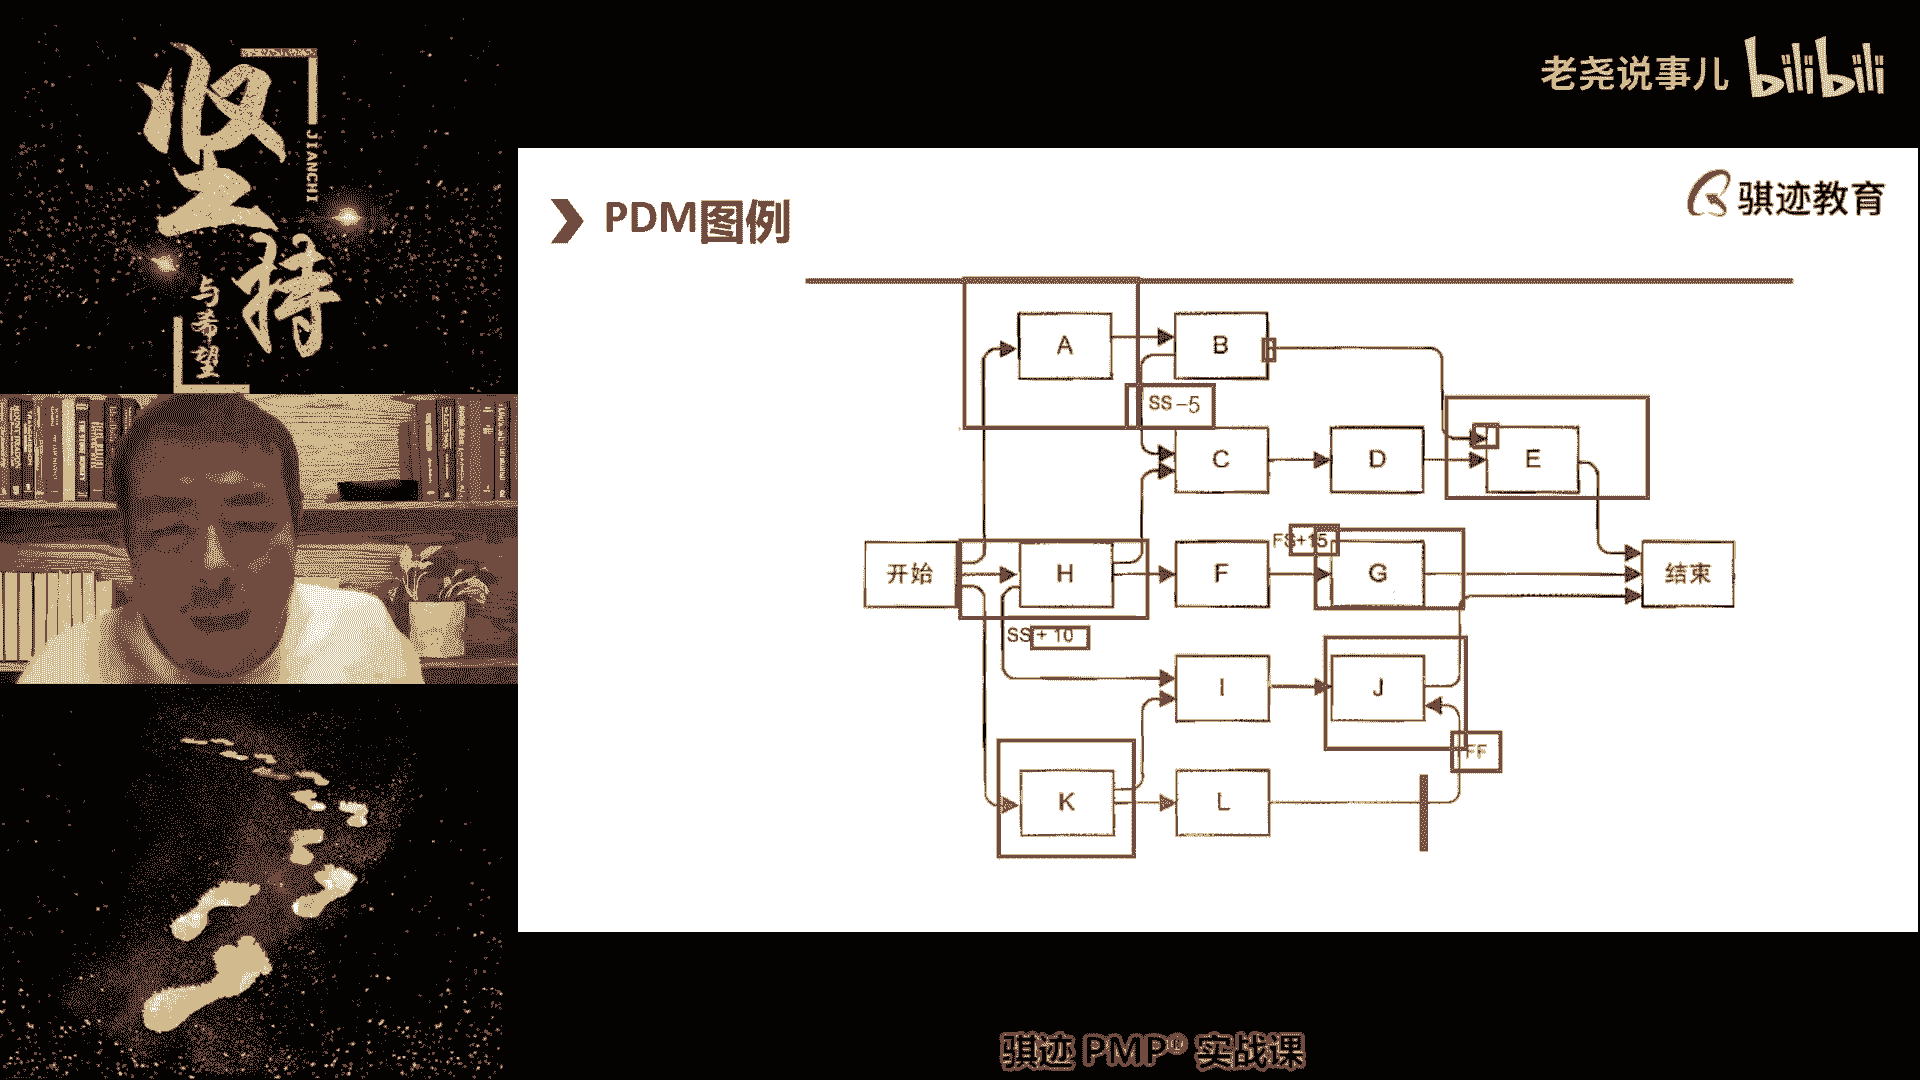 坚持
JIANCHI
与希望
老尧说事儿 bilibili
骐迹教育
PDM图例
A
B
SS -5
C
D
E
FS+15
开始
H
F
G
结束
SS + 10
I
J
FF
K
L
骐迹 PMP® 实战课